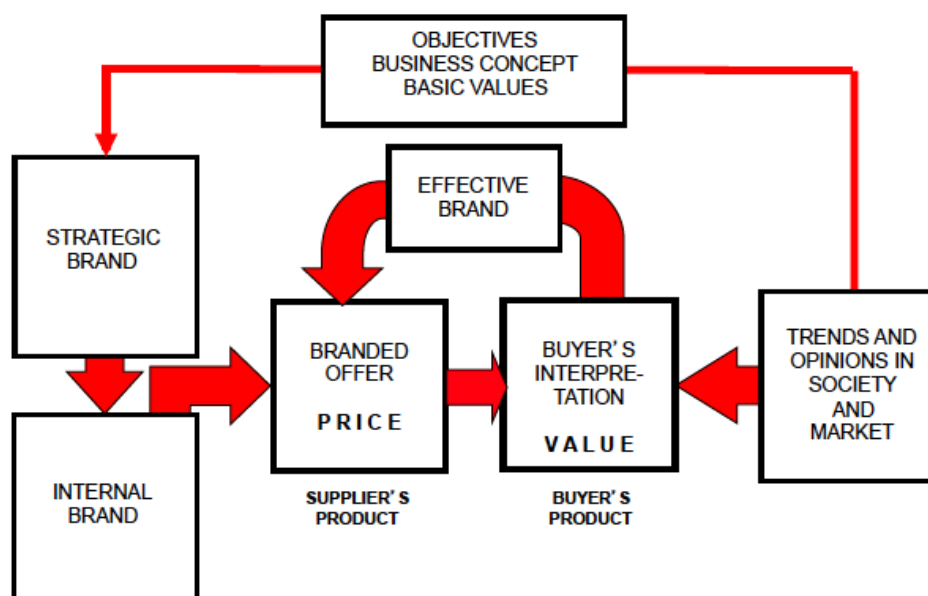 OBJECTIVES
BUSINESS CONCEPT
BASIC VALUES
EFFECTIVE
BRAND
STRATEGIC
BRAND
BRANDED
OFFER
PRICE
BUYER'S
INTERPRE-
TATION
VALUE
TRENDS AND
OPINIONS IN
SOCIETY
AND
MARKET
INTERNAL
BRAND
SUPPLIER'S
PRODUCT
BUYER'S
PRODUCT